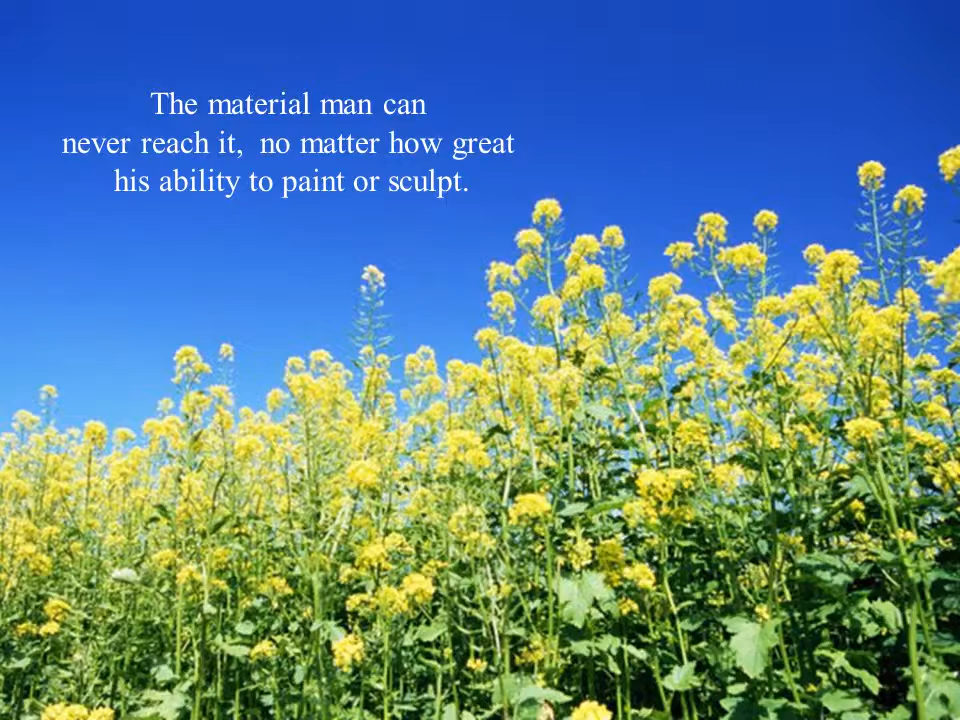 The material man can
never reach it,  no matter how great
his ability to paint or sculpt.